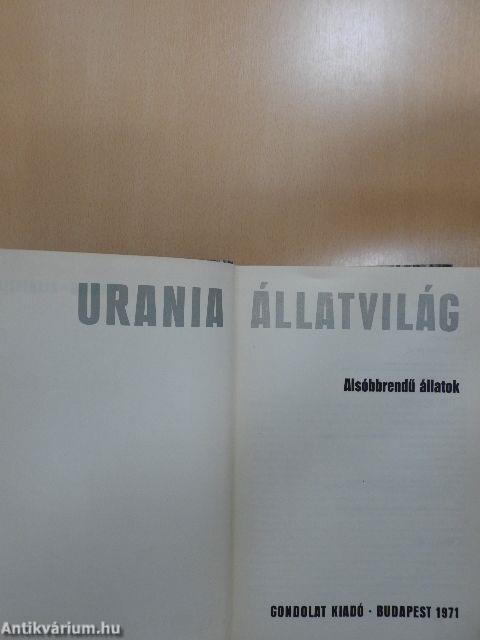 URANIA ÁLLATVILÁG
Alsóbbrendű állatok
GONDOLAT KIADÓ · BUDAPEST 1971
Antikvárium.hu